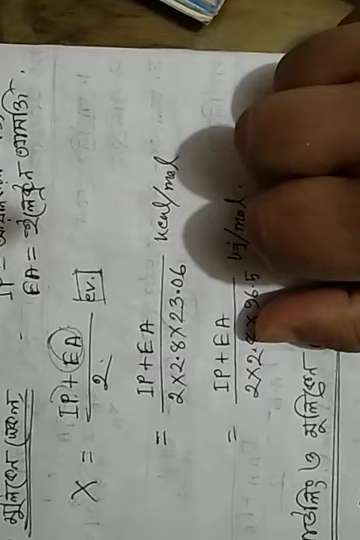 মুলিকেন স্কেল,
EA = ইলেকট্রন আসক্তি.
X = IP + EA / 2. [ev]
= IP + EA / 2 x 2.8 x 23.06 kcal/mol
= IP + EA / 2 x 2. x 96.5 kj/mol.
ও মুলিকেন